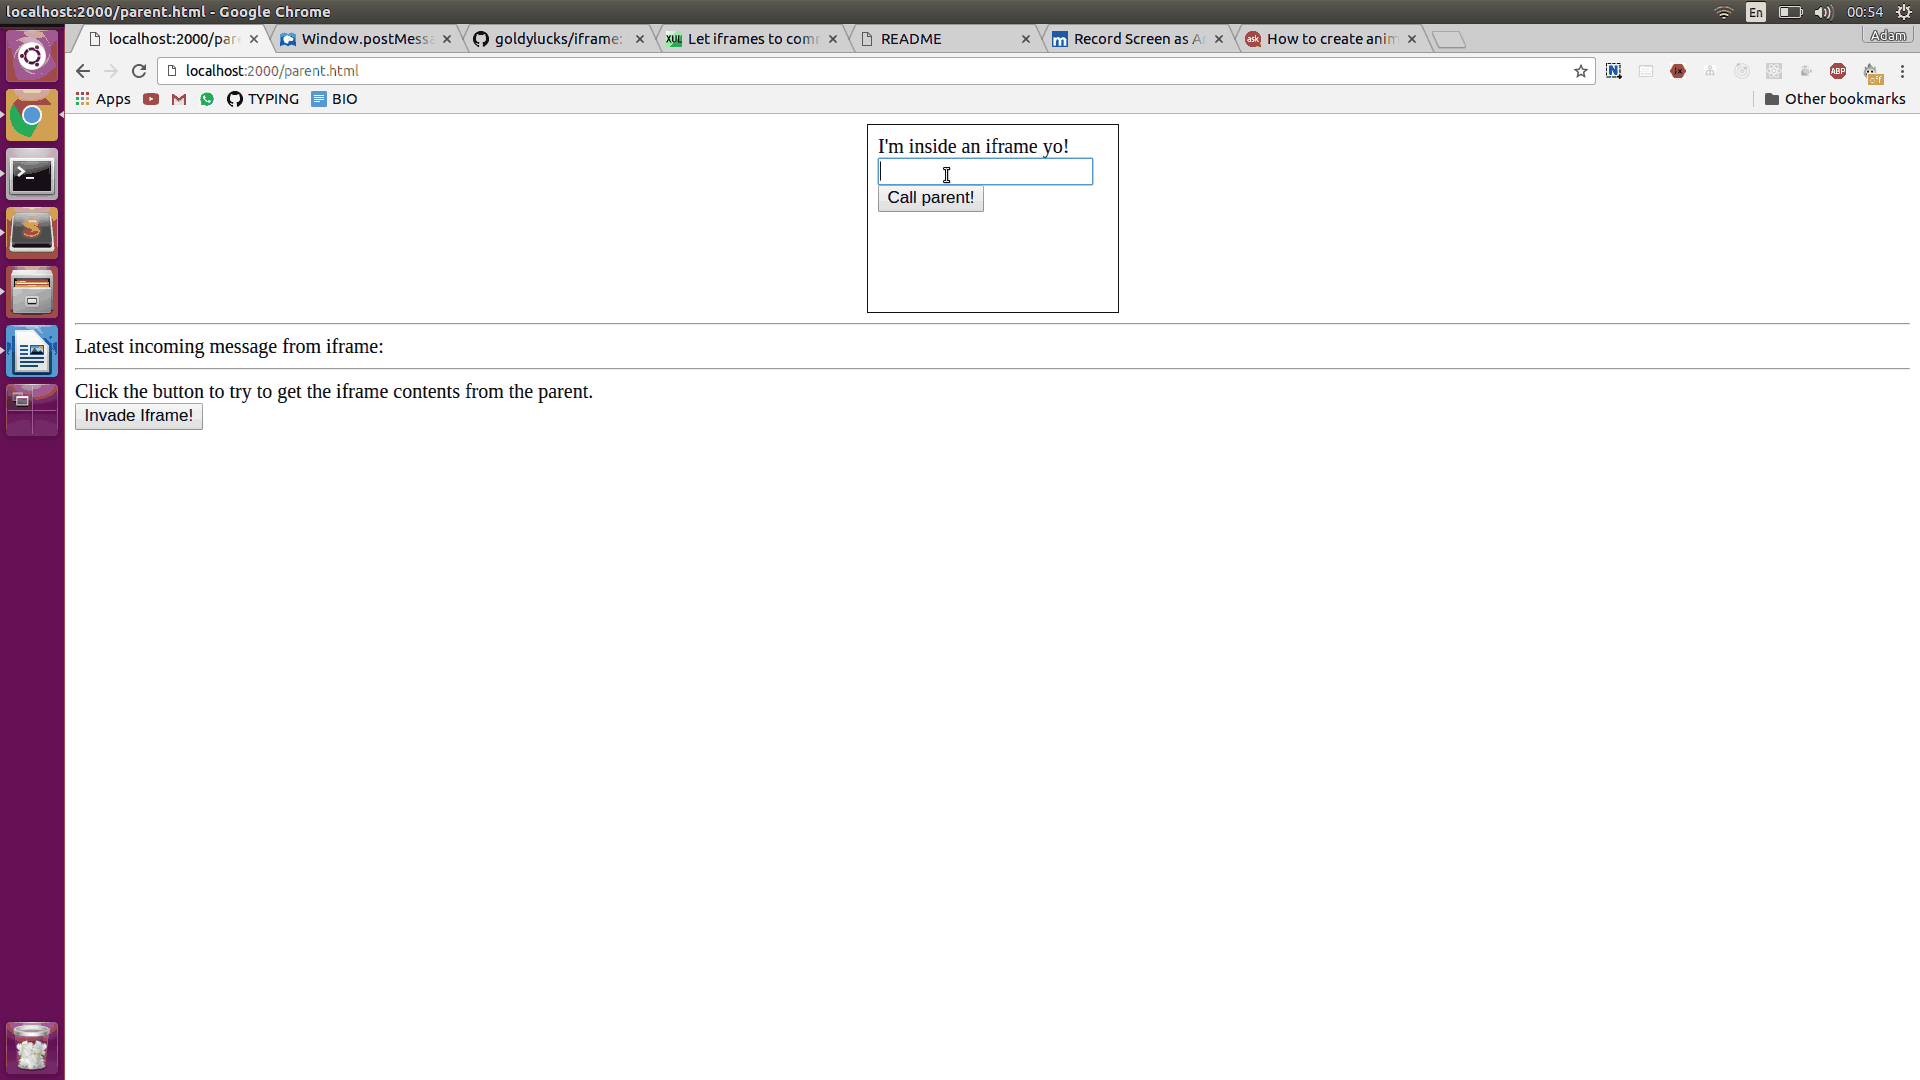 localhost:2000/parent.html - Google Chrome
En
00:54
localhost:2000/par
Window.postMess
goldylucks/iframe
Let iframes to com
README
Record Screen as A
How to create anim
Adam
localhost:2000/parent.html
ABP
off
Apps
TYPING
BIO
Other bookmarks
I'm inside an iframe yo!
Call parent!
Latest incoming message from iframe:
Click the button to try to get the iframe contents from the parent.
Invade Iframe!